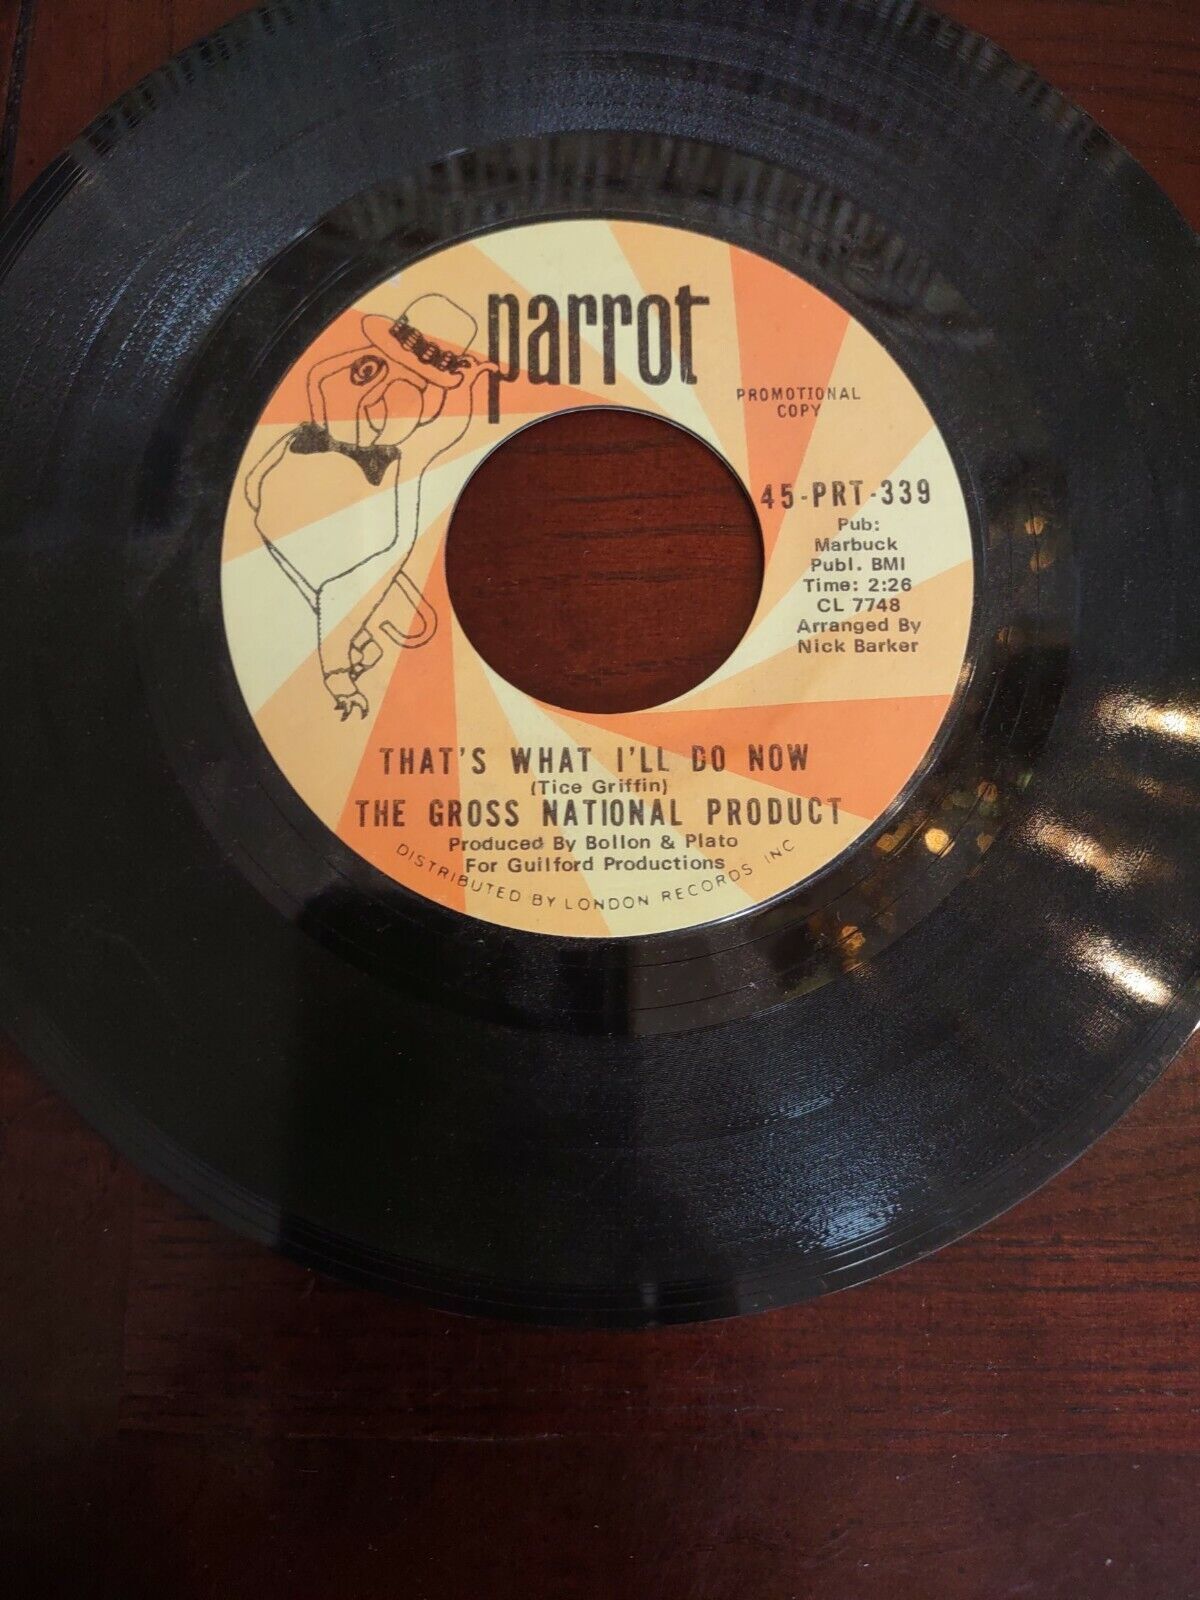 parrot
PROMOTIONAL
COPY
45-PRT-339
Pub:
Marbuck
Publ. BMI
Time: 2:26
CL 7748
Arranged By
Nick Barker
THAT'S WHAT I'LL DO NOW
(Tice Griffin)
THE GROSS NATIONAL PRODUCT
Produced By Bollon & Plato
For Guilford Productions
DISTRIBUTED BY LONDON RECORDS INC